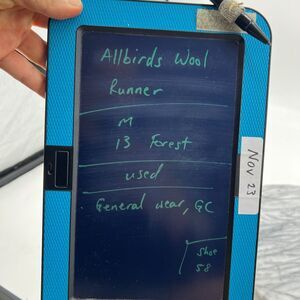 Allbirds Wool
Runner
M
13 Forest
used
General wear, GC
Shoe
58
Nov 23